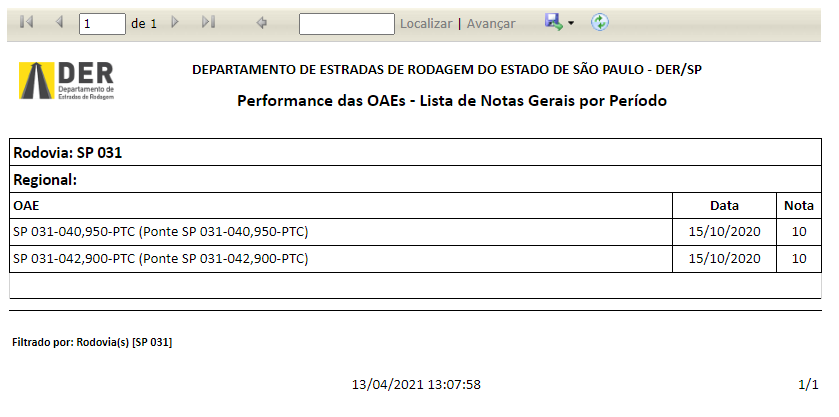 1 de 1 Localizar | Avançar
DER
Departamento de
Estradas de Rodagem
DEPARTAMENTO DE ESTRADAS DE RODAGEM DO ESTADO DE SÃO PAULO - DER/SP
Performance das OAEs - Lista de Notas Gerais por Período
Rodovia: SP 031
Regional:
OAE Data Nota
SP 031-040,950-PTC (Ponte SP 031-040,950-PTC) 15/10/2020 10
SP 031-042,900-PTC (Ponte SP 031-042,900-PTC) 15/10/2020 10
Filtrado por: Rodovia(s) [SP 031]
13/04/2021 13:07:58 1/1